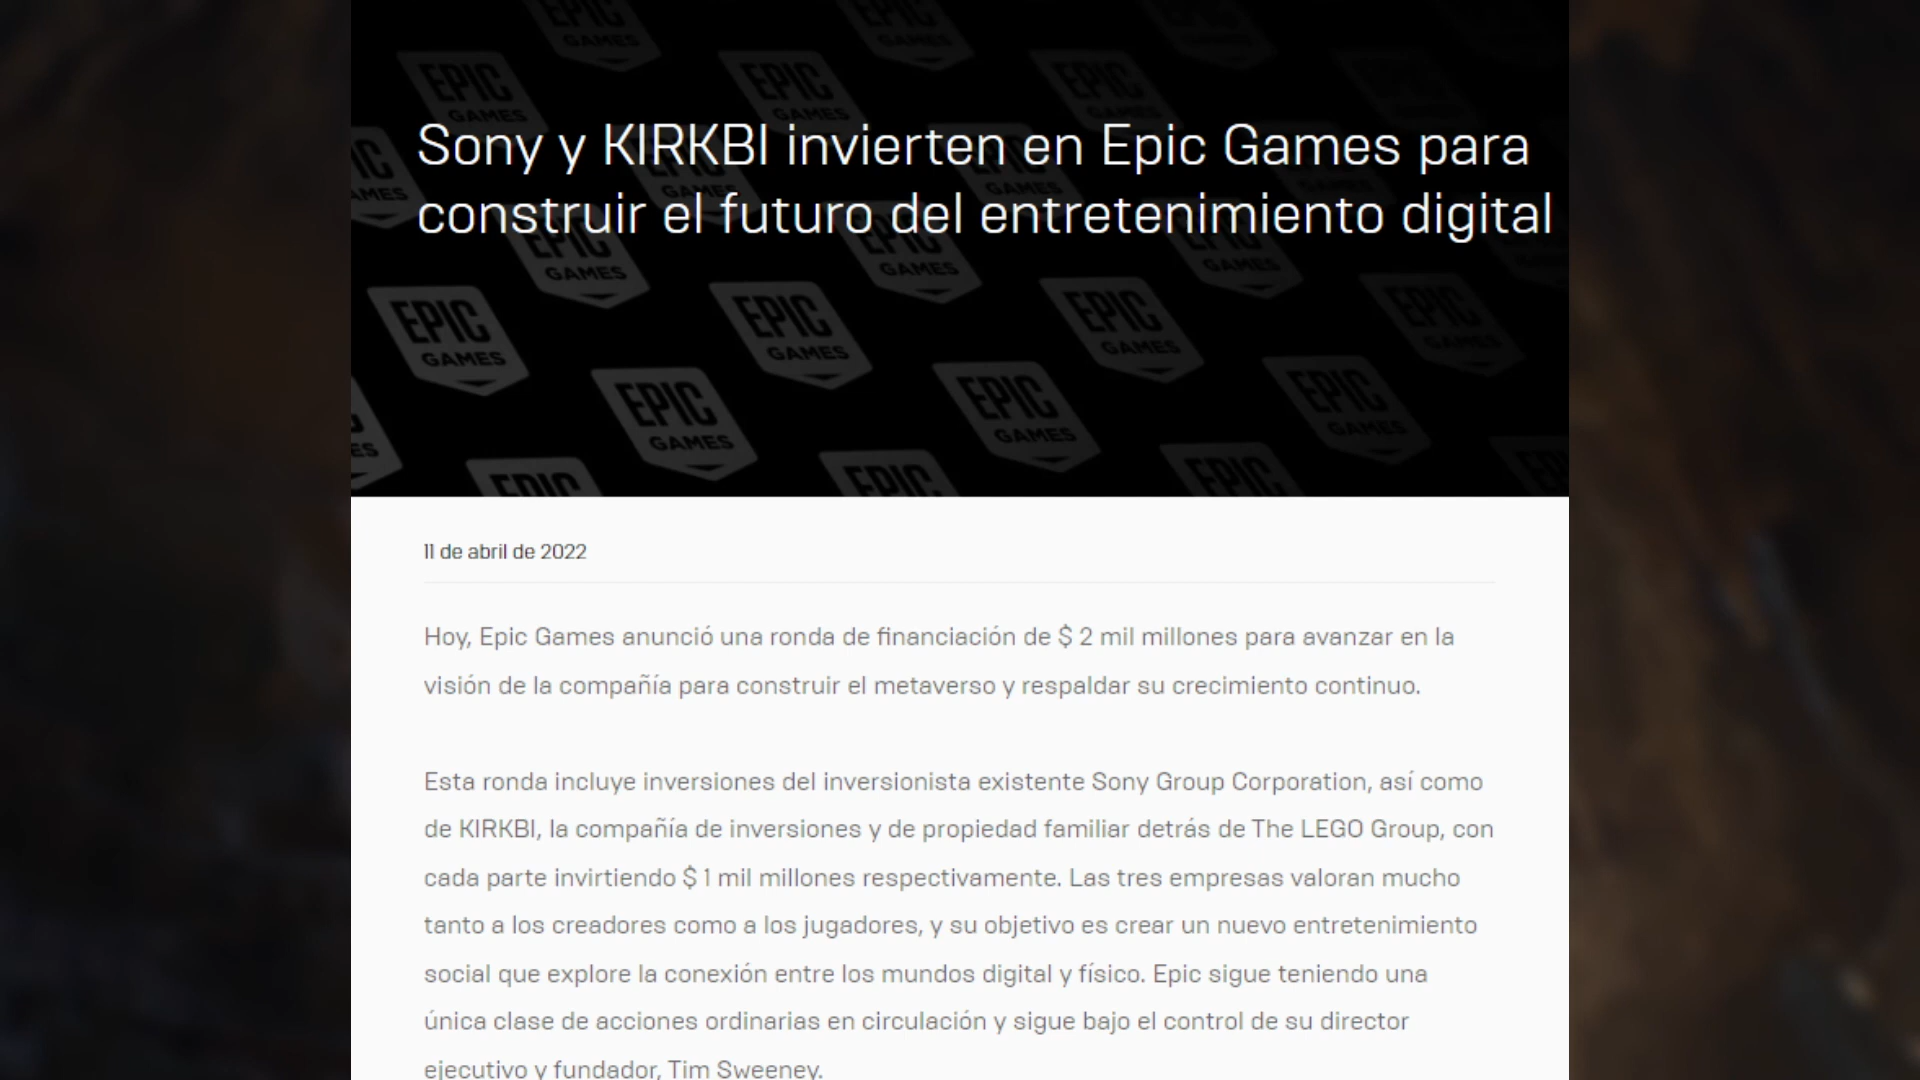 Sony y KIRKBI invierten en Epic Games para
construir el futuro del entretenimiento digital
EPIC
GAMES
11 de abril de 2022
Hoy, Epic Games anunció una ronda de financiación de $ 2 mil millones para avanzar en la
visión de la compañía para construir el metaverso y respaldar su crecimiento continuo.
Esta ronda incluye inversiones del inversionista existente Sony Group Corporation, así como
de KIRKBI, la compañía de inversiones y de propiedad familiar detrás de The LEGO Group, con
cada parte invirtiendo $ 1 mil millones respectivamente. Las tres empresas valoran mucho
tanto a los creadores como a los jugadores, y su objetivo es crear un nuevo entretenimiento
social que explore la conexión entre los mundos digital y físico. Epic sigue teniendo una
única clase de acciones ordinarias en circulación y sigue bajo el control de su director
ejecutivo y fundador, Tim Sweeney.